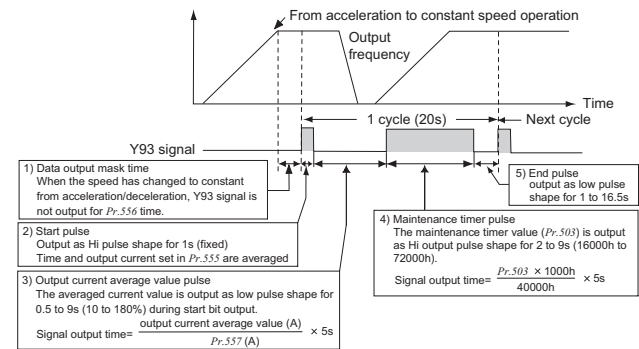 From acceleration to constant speed operation
Output
frequency
Time
1 cycle (20s)
Next cycle
Y93 signal
1) Data output mask time
When the speed has changed to constant
from acceleration/deceleration, Y93 signal is
not output for Pr.556 time.
2) Start pulse
Output as Hi pulse shape for 1s (fixed)
Time and output current set in Pr.555 are averaged
3) Output current average value pulse
The averaged current value is output as low pulse shape for
0.5 to 9s (10 to 180%) during start bit output.
Signal output time= output current average value (A)
Pr.557 (A)
× 5s
5) End pulse
output as low pulse
shape for 1 to 16.5s
4) Maintenance timer pulse
The maintenance timer value (Pr.503) is output
as Hi output pulse shape for 2 to 9s (16000h to
72000h).
Signal output time= Pr.503 × 1000h
40000h
× 5s